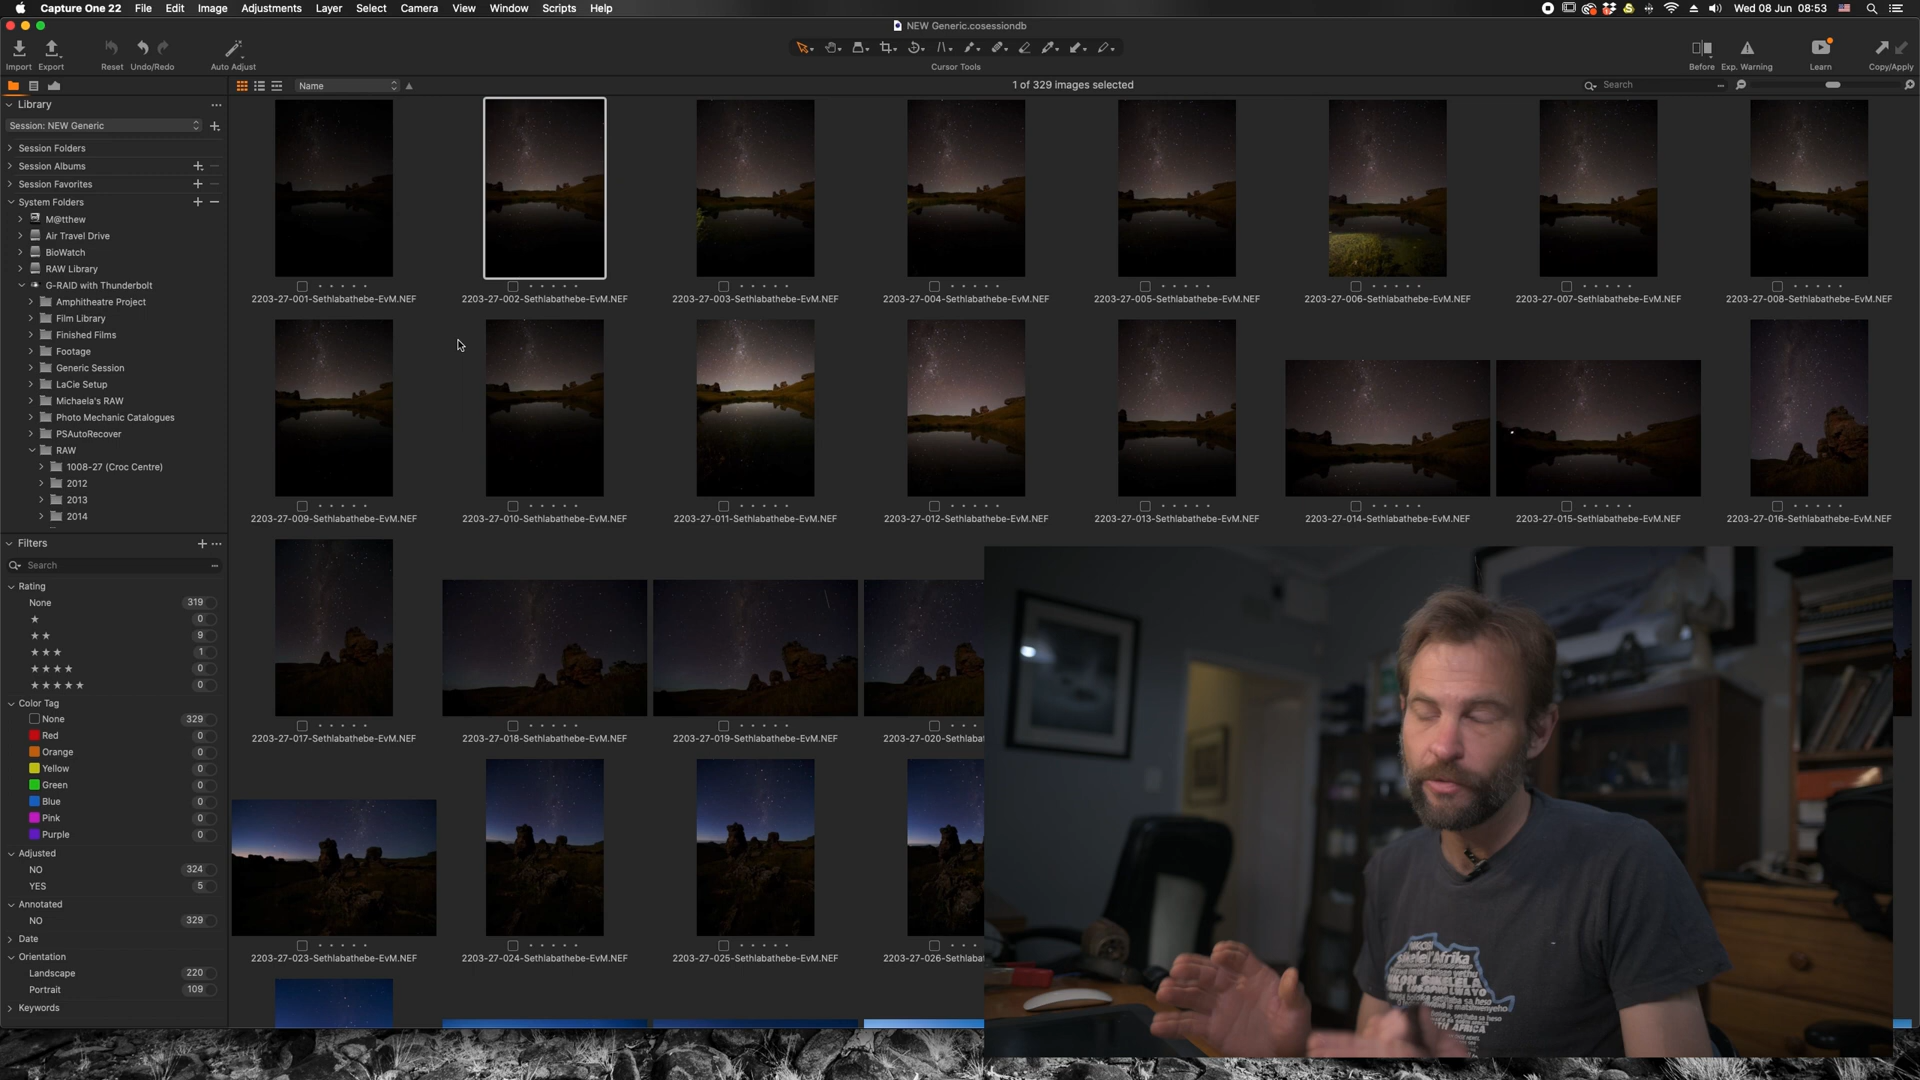 Capture One 22 File Edit Image Adjustments Layer Select Camera View Window Scripts Help Wed 08 Jun 08:53
NEW Generic.cosessiondb
Import Export Reset Undo/Redo Auto Adjust Cursor Tools Before Exp. Warning Learn Copy/Apply
Name 1 of 329 images selected Search
Library
Session: NEW Generic
Session Folders
Session Albums
Session Favorites
System Folders
M@tthew
Air Travel Drive
BioWatch
RAW Library
G-RAID with Thunderbolt
Amphitheatre Project
Film Library
Finished Films
Footage
Generic Session
LaCie Setup
Michaela's RAW
Photo Mechanic Catalogues
PSAutoRecover
RAW
1008-27 (Croc Centre)
2012
2013
2014
Filters
Search
Rating
None 319
★ 0
★★ 9
★★★ 1
★★★★ 0
★★★★★ 0
Color Tag
None 329
Red 0
Orange 0
Yellow 0
Green 0
Blue 0
Pink 0
Purple 0
Adjusted
NO 324
YES 5
Annotated
NO 329
Date
Orientation
Landscape 220
Portrait 109
Keywords
2203-27-001-Sethlabathebe-EvM.NEF 2203-27-002-Sethlabathebe-EvM.NEF 2203-27-003-Sethlabathebe-EvM.NEF 2203-27-004-Sethlabathebe-EvM.NEF 2203-27-005-Sethlabathebe-EvM.NEF 2203-27-006-Sethlabathebe-EvM.NEF 2203-27-007-Sethlabathebe-EvM.NEF 2203-27-008-Sethlabathebe-EvM.NEF
2203-27-009-Sethlabathebe-EvM.NEF 2203-27-010-Sethlabathebe-EvM.NEF 2203-27-011-Sethlabathebe-EvM.NEF 2203-27-012-Sethlabathebe-EvM.NEF 2203-27-013-Sethlabathebe-EvM.NEF 2203-27-014-Sethlabathebe-EvM.NEF 2203-27-015-Sethlabathebe-EvM.NEF 2203-27-016-Sethlabathebe-EvM.NEF
2203-27-017-Sethlabathebe-EvM.NEF 2203-27-018-Sethlabathebe-EvM.NEF 2203-27-019-Sethlabathebe-EvM.NEF 2203-27-020-Sethlabat
2203-27-023-Sethlabathebe-EvM.NEF 2203-27-024-Sethlabathebe-EvM.NEF 2203-27-025-Sethlabathebe-EvM.NEF 2203-27-026-Sethlabat
Afrika